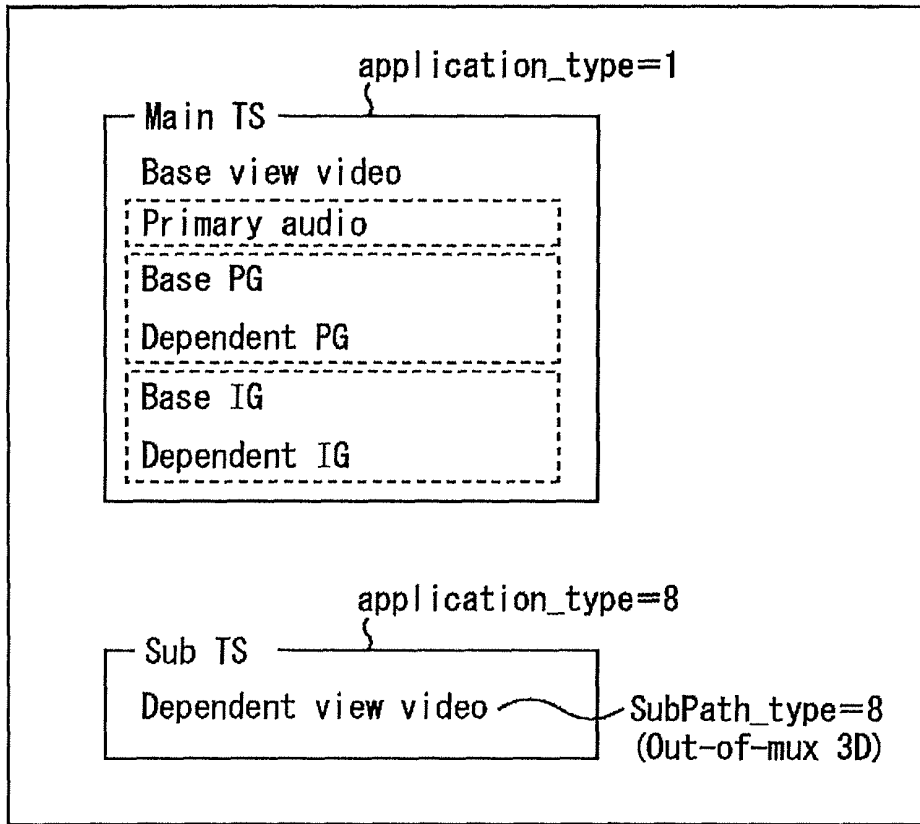 application_type=1
Main TS
Base view video
Primary audio
Base PG
Dependent PG
Base IG
Dependent IG
application_type=8
Sub TS
Dependent view video
SubPath_type=8
(Out-of-mux 3D)